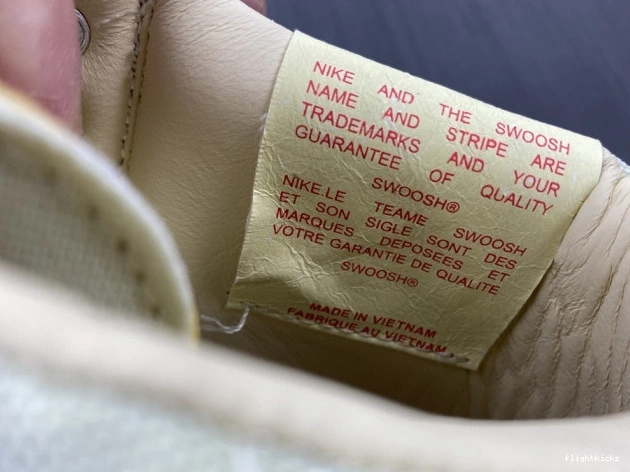 NIKE AND THE SWOOSH
NAME AND STRIPE ARE
TRADEMARKS AND YOUR
GUARANTEE OF QUALITY
SWOOSH®
NIKE.LE TEAME SWOOSH
ET SON SIGLE SONT DES
MARQUES DEPOSEES ET
VOTRE GARANTIE DE QUALITE
SWOOSH®
MADE IN VIETNAM
FABRIQUE AU VIETNAM
flightkickz